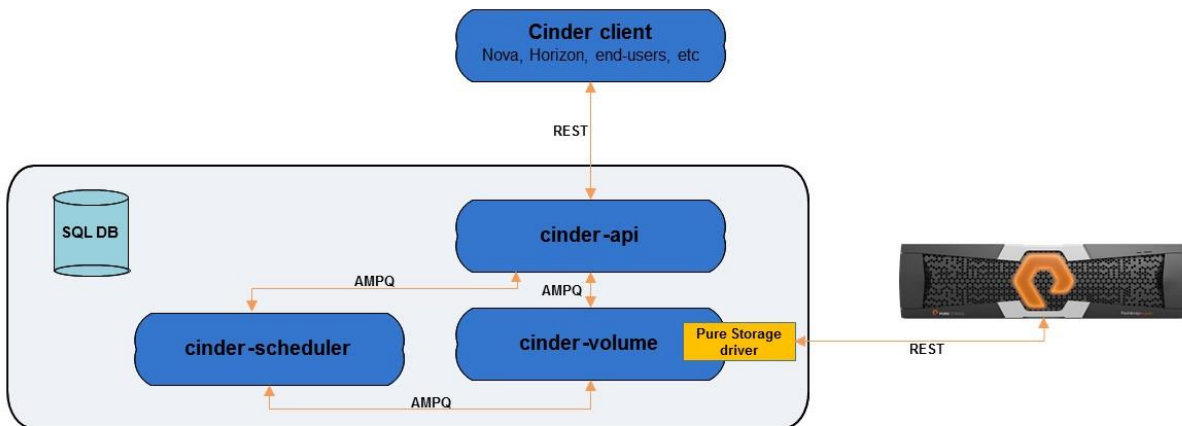 Cinder client
Nova, Horizon, end-users, etc
REST
SQL DB
cinder-api
AMPQ
AMPQ
cinder-scheduler
cinder-volume
Pure Storage
driver
REST
AMPQ